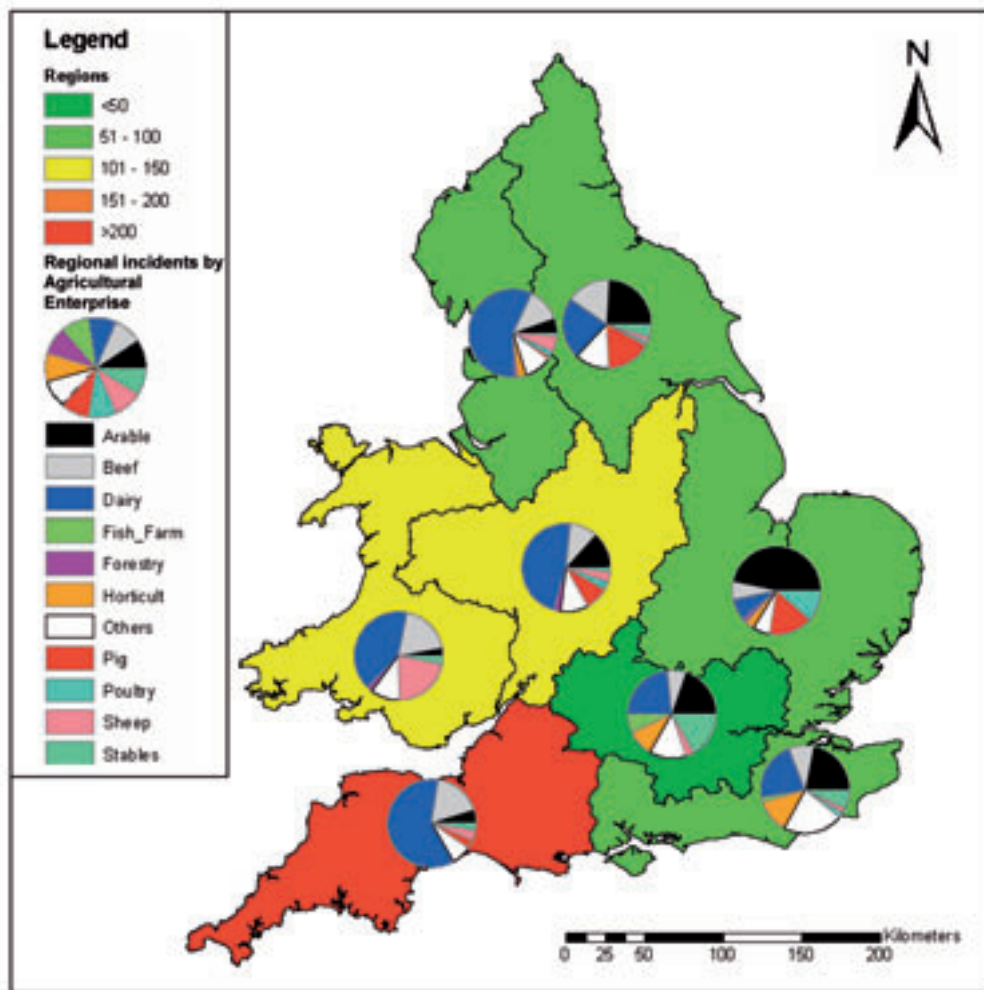 Legend
Regions
<50
51 - 100
101 - 150
151 - 200
>200
Regional incidents by
Agricultural
Enterprise
Arable
Beef
Dairy
Fish_Farm
Forestry
Horticult
Others
Pig
Poultry
Sheep
Stables
N
Kilometers
0 25 50 100 150 200